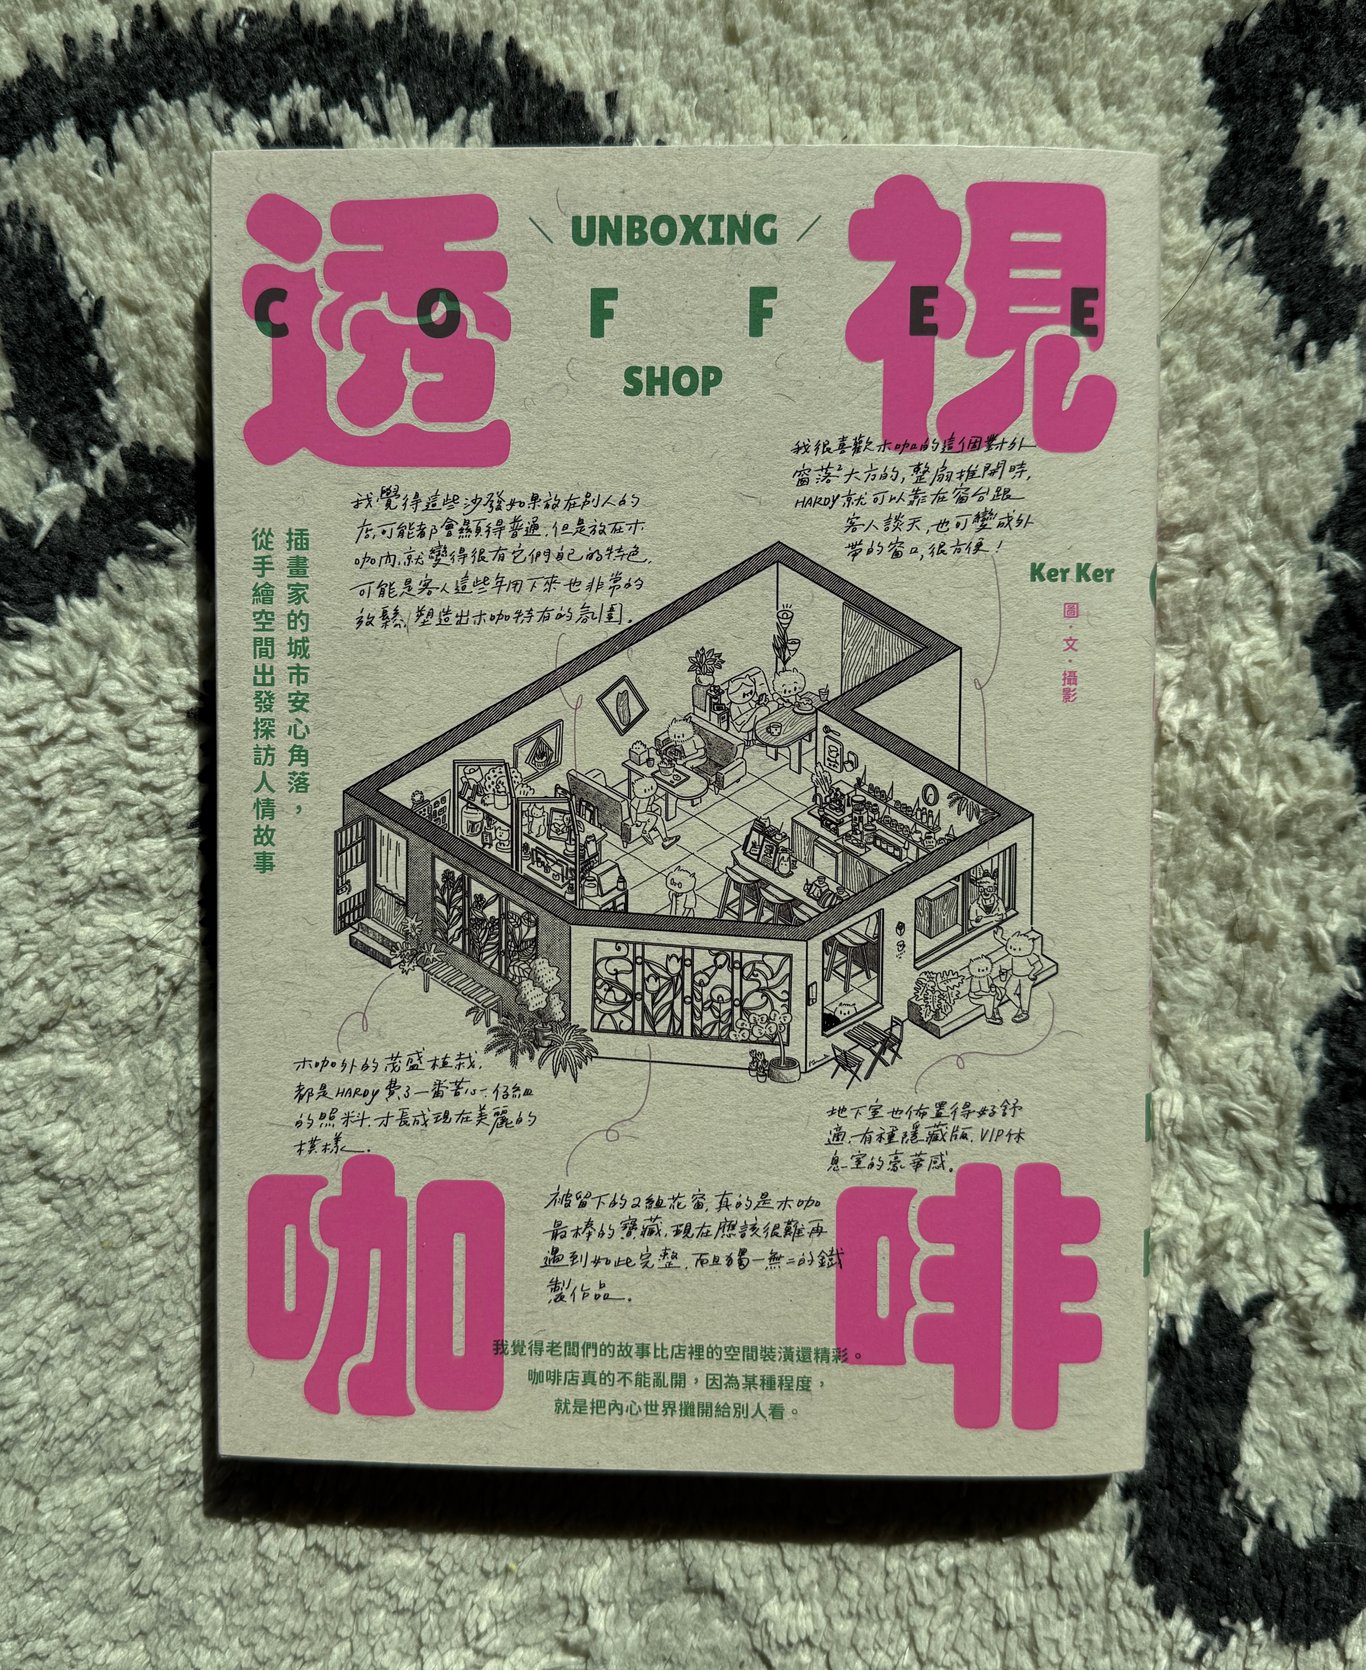 透視
UNBOXING
COFFEE
SHOP
我很喜歡木咖的這個對外
窗落落大方的,整扇推開時,
HARDY就可以靠在窗台跟
客人談天,也可變成外
帶的窗口,很方便!
Ker Ker
圖·文·攝影
我覺得這些沙發如果放在別人的
店,可能都會顯得普通.但是放在木
咖內,就變得很有它們自己的特色.
可能是客人這些年用下來也非常的
放鬆,塑造出木咖特有的氛圍.
插畫家的城市安心角落,
從手繪空間出發探訪人情故事
木咖外的茂盛植栽,
都是HARDY費了一番苦心仔細
的照料.才長成現在美麗的
模樣.
地下室也佈置得好舒
適.有種隱藏版.VIP休
息室的豪華感.
被留下的2組花窗,真的是木咖
最棒的寶藏,現在應該很難再
遇到如此完整.而且獨一無二的鐵
製作品.
咖啡
我覺得老闆們的故事比店裡的空間裝潢還精彩。
咖啡店真的不能亂開,因為某種程度,
就是把內心世界攤開給別人看。